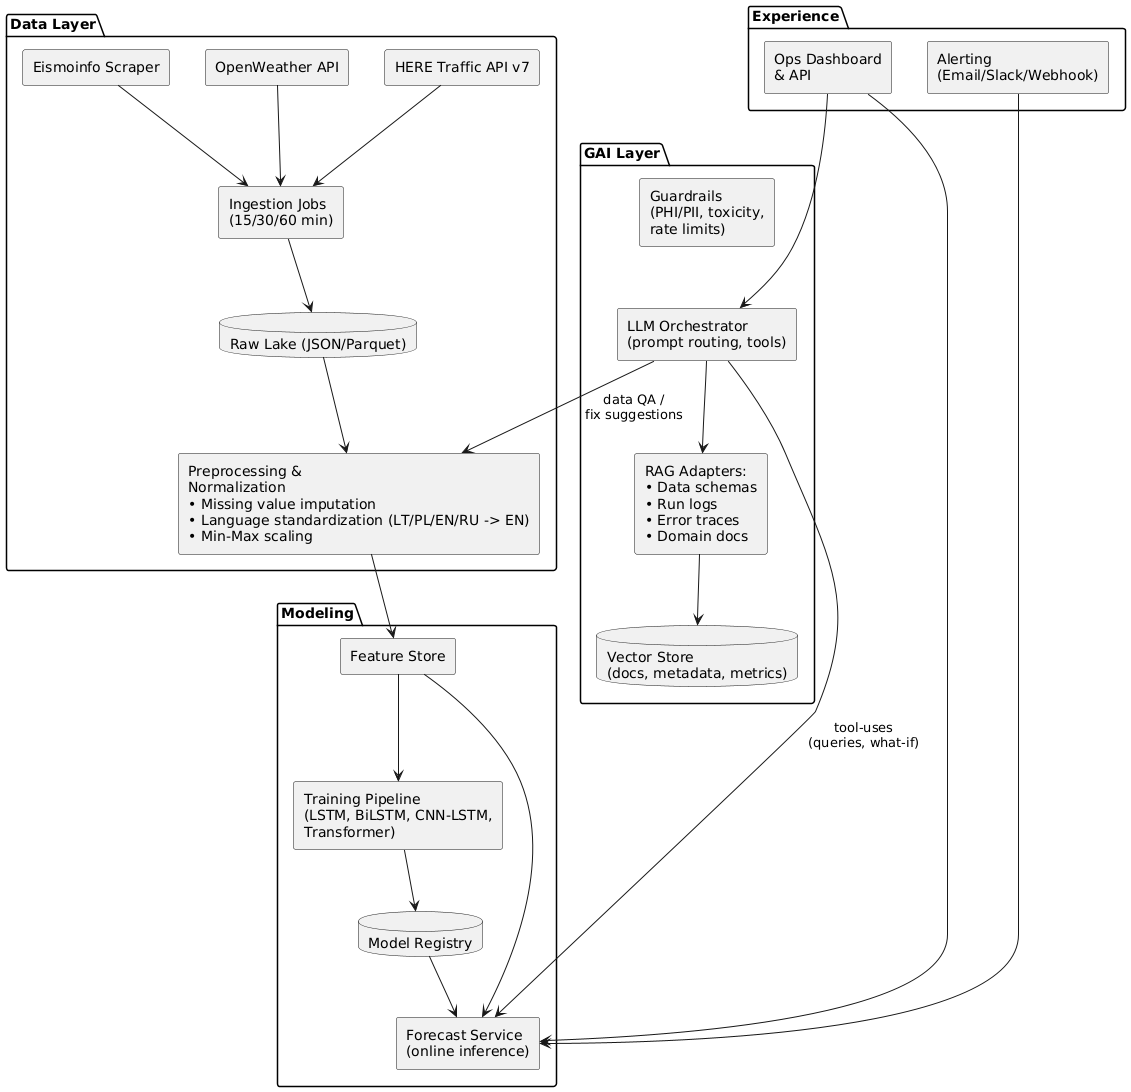 Data Layer
Eismoinfo Scraper
OpenWeather API
HERE Traffic API v7
Ingestion Jobs
(15/30/60 min)
Raw Lake (JSON/Parquet)
Preprocessing &
Normalization
• Missing value imputation
• Language standardization (LT/PL/EN/RU -> EN)
• Min-Max scaling
Experience
Ops Dashboard
& API
Alerting
(Email/Slack/Webhook)
GAI Layer
Guardrails
(PHI/PII, toxicity,
rate limits)
LLM Orchestrator
(prompt routing, tools)
data QA /
fix suggestions
RAG Adapters:
• Data schemas
• Run logs
• Error traces
• Domain docs
Vector Store
(docs, metadata, metrics)
tool-uses
(queries, what-if)
Modeling
Feature Store
Training Pipeline
(LSTM, BiLSTM, CNN-LSTM,
Transformer)
Model Registry
Forecast Service
(online inference)